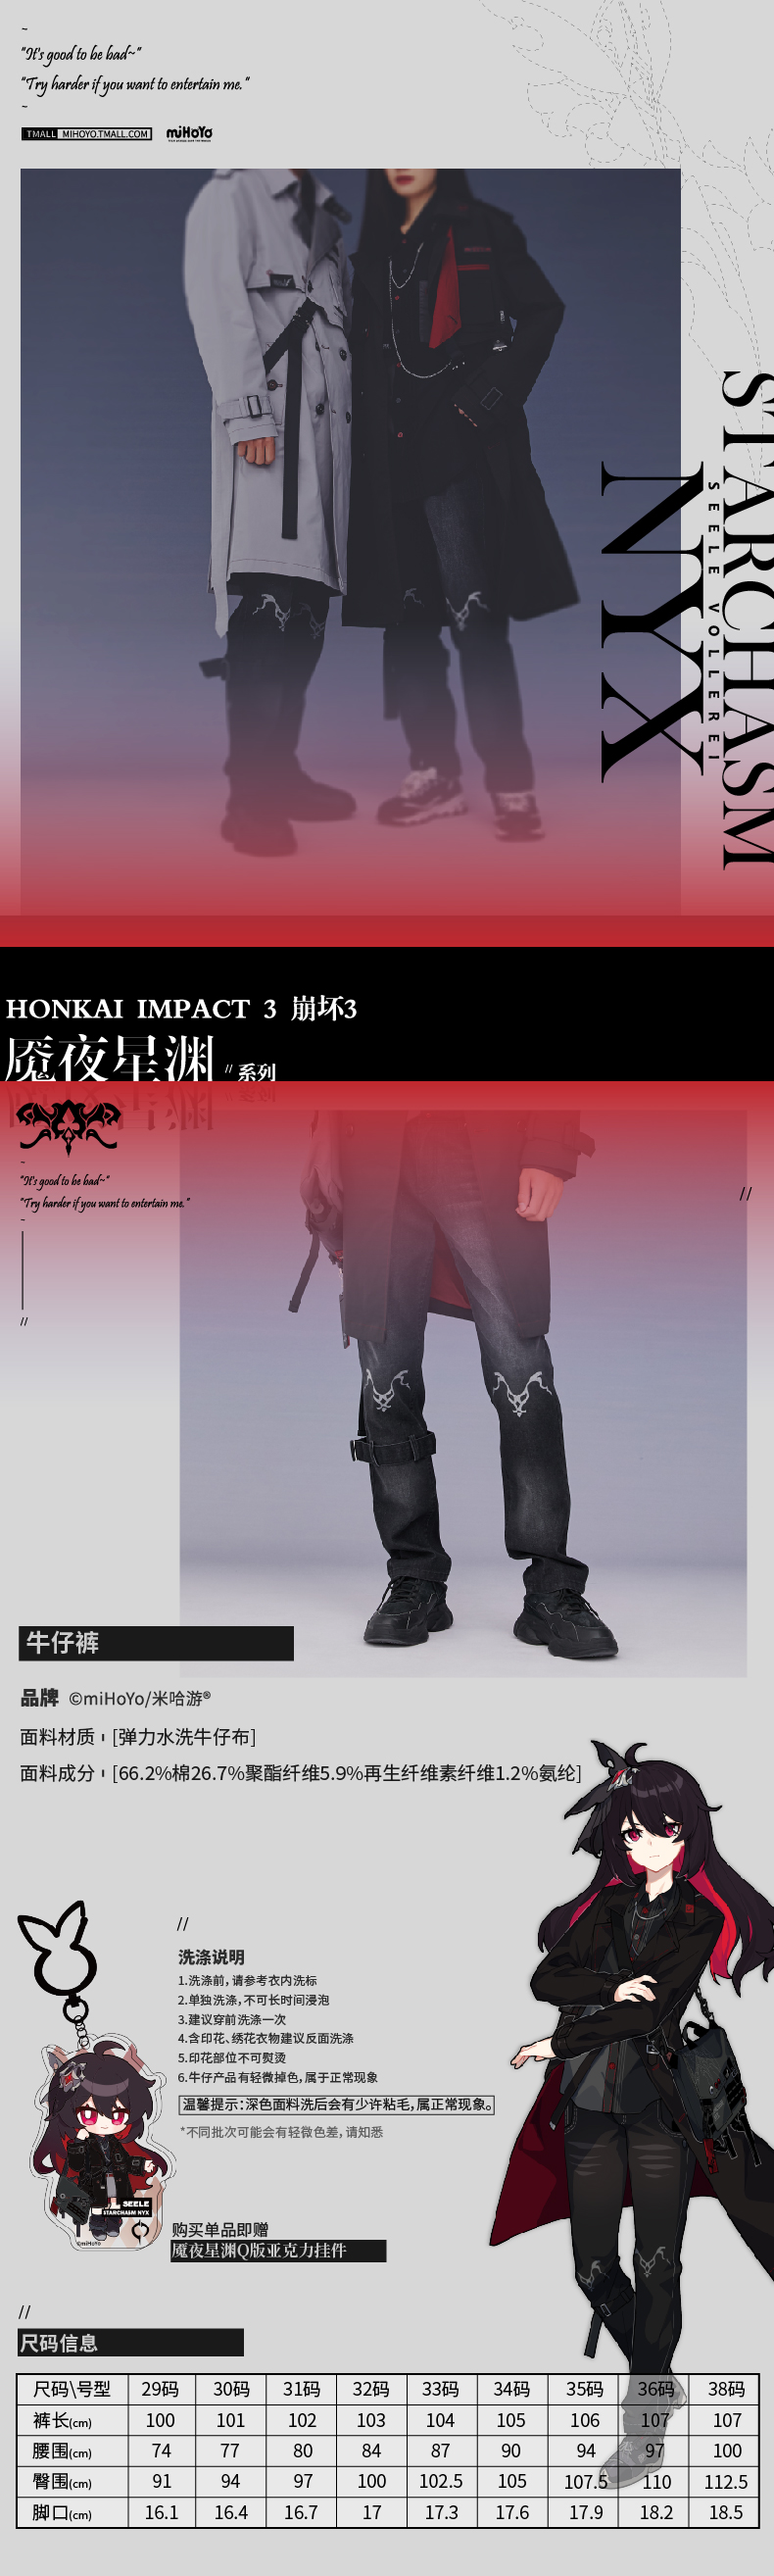 ~
"It's good to be bad~"
"Try harder if you want to entertain me."
~
TMALL MIHOYO.TMALL.COM miHoYo
STARCHASM
SEELE VOLLEREI
NYX
HONKAI IMPACT 3 崩坏3
魇夜星渊 // 系列
~
"It's good to be bad~"
"Try harder if you want to entertain me."
~
//
//
牛仔裤
品牌 ©miHoYo/米哈游®
面料材质 [弹力水洗牛仔布]
面料成分 [66.2%棉26.7%聚酯纤维5.9%再生纤维素纤维1.2%氨纶]
//
洗涤说明
1.洗涤前，请参考衣内洗标
2.单独洗涤，不可长时间浸泡
3.建议穿前洗涤一次
4.含印花、绣花衣物建议反面洗涤
5.印花部位不可熨烫
6.牛仔产品有轻微掉色，属于正常现象
温馨提示：深色面料洗后会有少许粘毛，属正常现象。
*不同批次可能会有轻微色差，请知悉
SEELE
STARCHASM NYX
©miHoYo
购买单品即赠
魇夜星渊Q版亚克力挂件
//
尺码信息
尺码\号型 29码 30码 31码 32码 33码 34码 35码 36码 38码
裤长(cm) 100 101 102 103 104 105 106 107 107
腰围(cm) 74 77 80 84 87 90 94 97 100
臀围(cm) 91 94 97 100 102.5 105 107.5 110 112.5
脚口(cm) 16.1 16.4 16.7 17 17.3 17.6 17.9 18.2 18.5